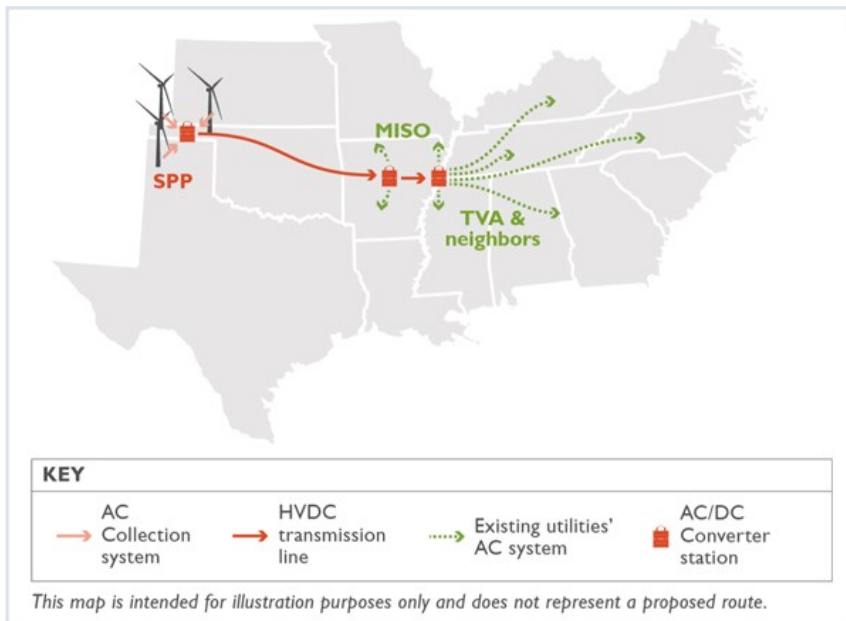 MISO
SPP
TVA &
neighbors
KEY
AC
Collection
system
HVDC
transmission
line
Existing utilities'
AC system
AC/DC
Converter
station
This map is intended for illustration purposes only and does not represent a proposed route.